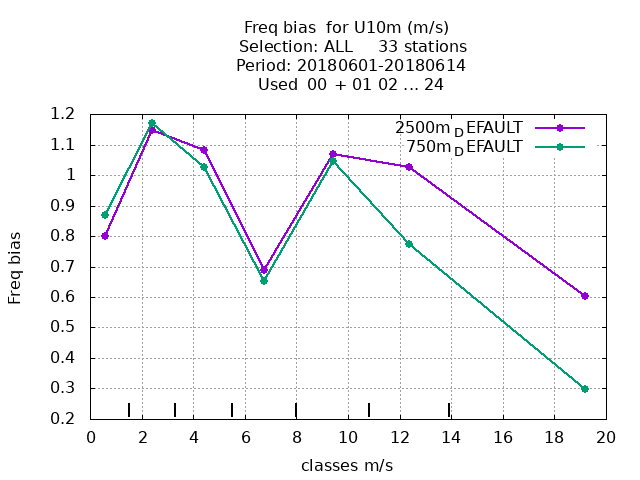 Freq bias  for U10m (m/s)
Selection: ALL     33 stations
Period: 20180601-20180614
Used  00  + 01 02 ... 24
2500m_DEFAULT
750m_DEFAULT
Freq bias
1.2
1.1
1
0.9
0.8
0.7
0.6
0.5
0.4
0.3
0.2
0 2 4 6 8 10 12 14 16 18 20
classes m/s